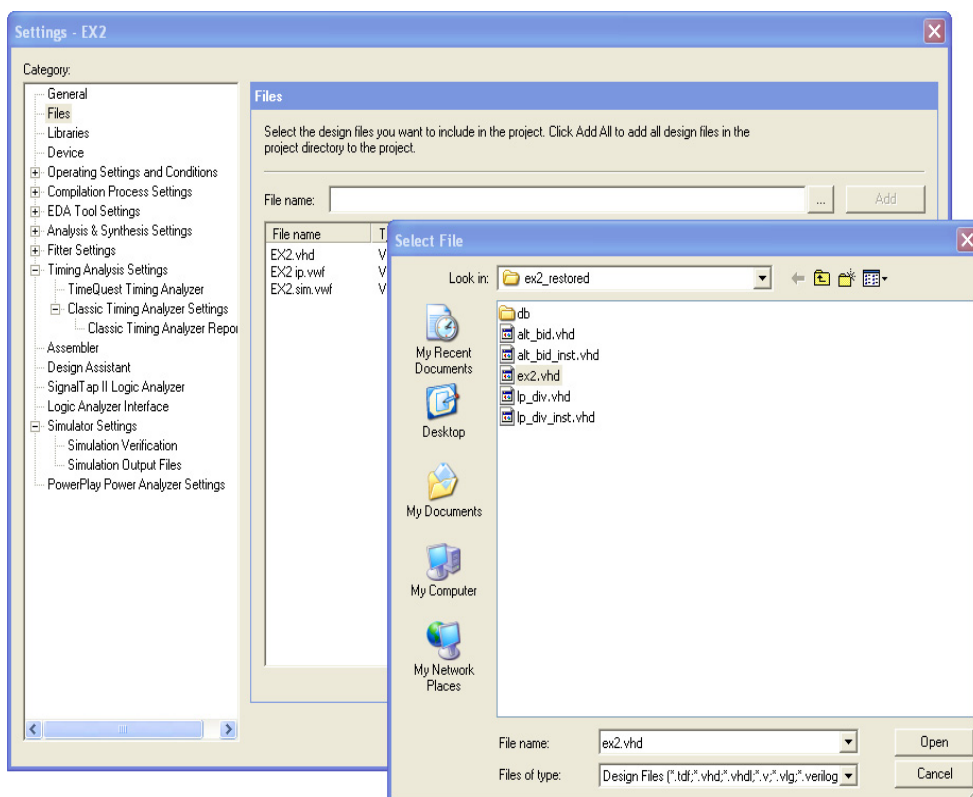 Settings - EX2
Category:
General
Files
Libraries
Device
Operating Settings and Conditions
Compilation Process Settings
EDA Tool Settings
Analysis & Synthesis Settings
Fitter Settings
Timing Analysis Settings
TimeQuest Timing Analyzer
Classic Timing Analyzer Settings
Classic Timing Analyzer Repor
Assembler
Design Assistant
SignalTap II Logic Analyzer
Logic Analyzer Interface
Simulator Settings
Simulation Verification
Simulation Output Files
PowerPlay Power Analyzer Settings
Files
Select the design files you want to include in the project. Click Add All to add all design files in the
project directory to the project.
File name:
...
Add
File name
EX2.vhd V
EX2 ip.vwf V
EX2.sim.vwf V
Select File
Look in: ex2_restored
My Recent
Documents
Desktop
My Documents
My Computer
My Network
Places
db
alt_bid.vhd
alt_bid_inst.vhd
ex2.vhd
lp_div.vhd
lp_div_inst.vhd
File name: ex2.vhd
Open
Files of type: Design Files (*.tdf;*.vhd;*.vhdl;*.v;*.vlg;*.verilog
Cancel